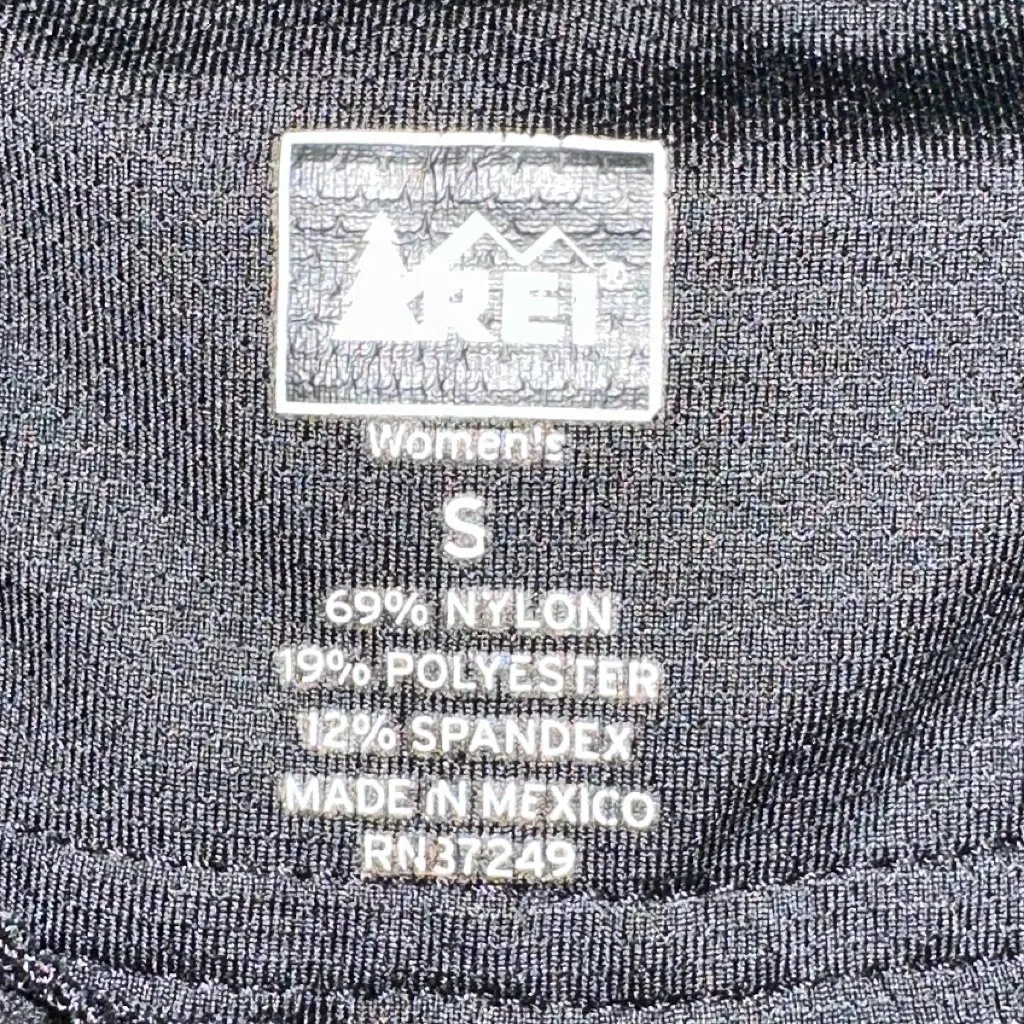 REI®
Women's
S
69% NYLON
19% POLYESTER
12% SPANDEX
MADE IN MEXICO
RN37249